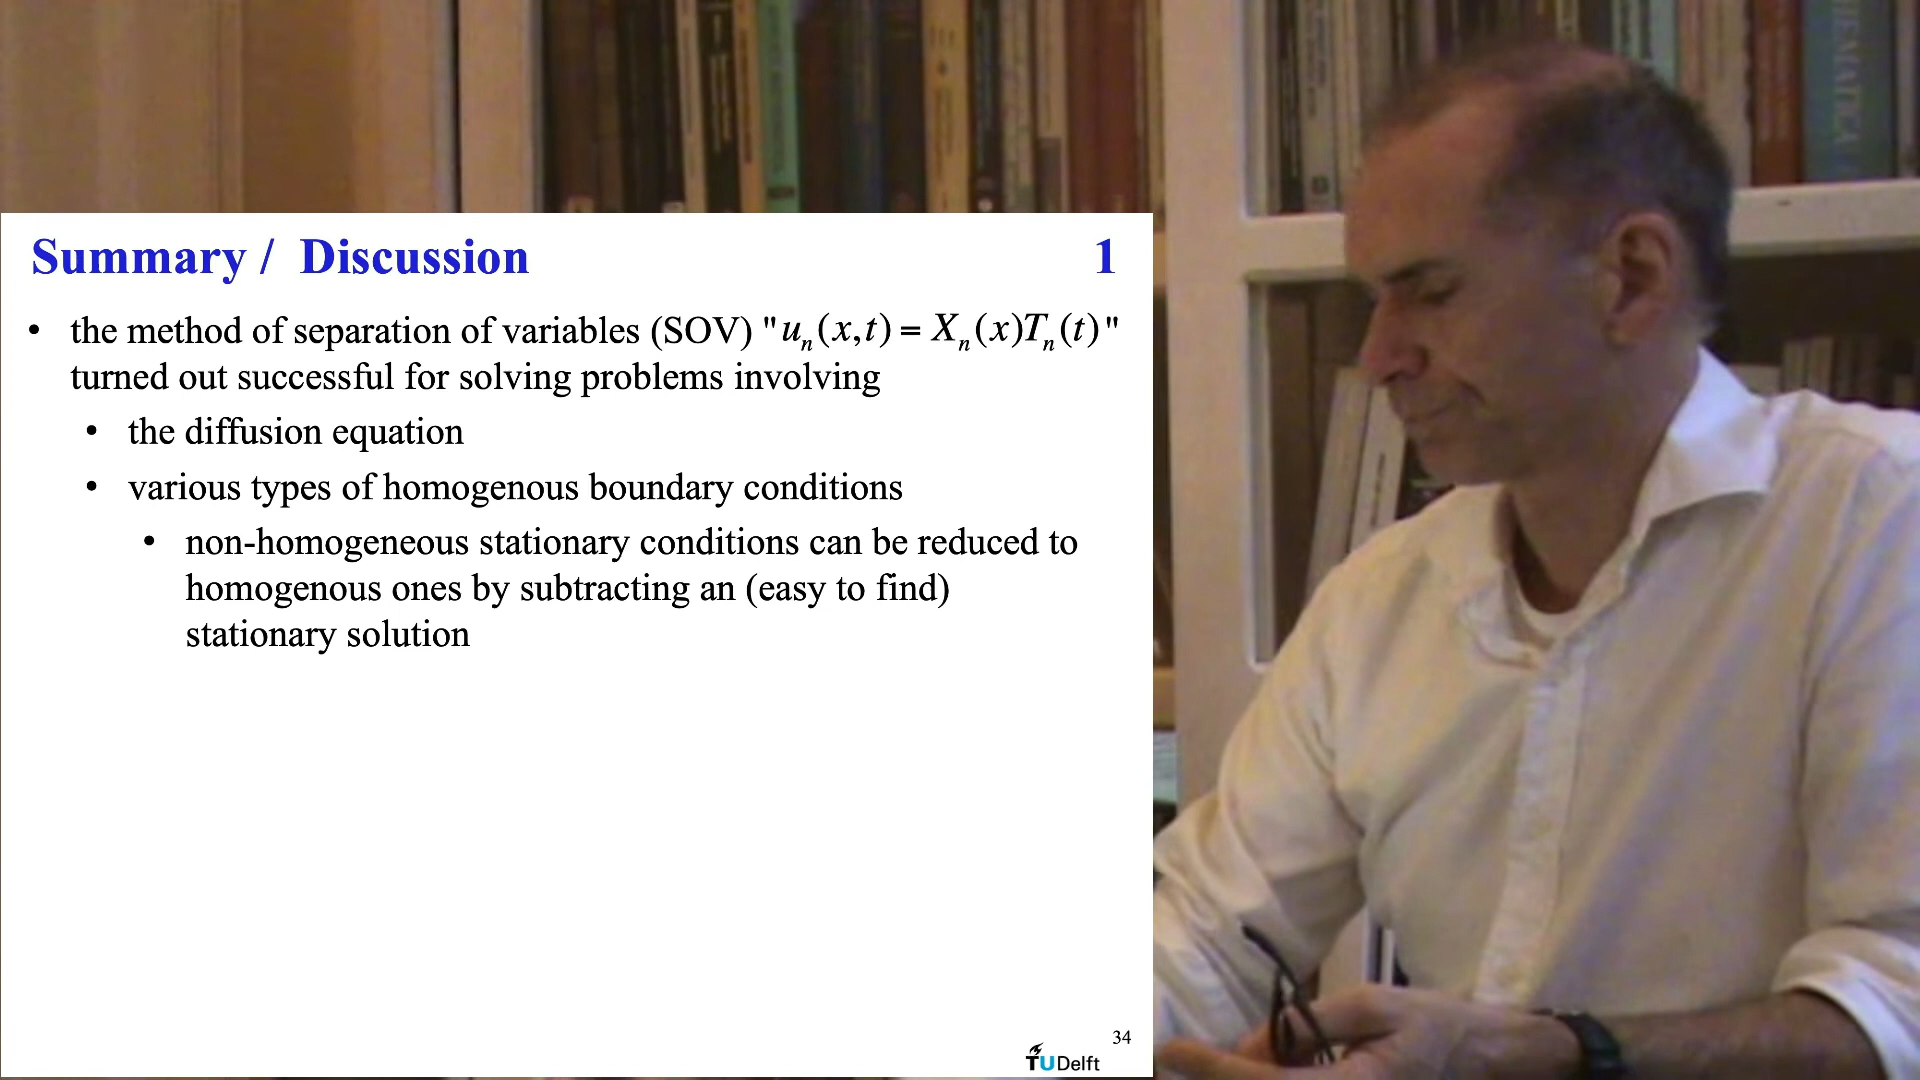 Summary / Discussion 1
• the method of separation of variables (SOV) "uₙ(x,t) = Xₙ(x)Tₙ(t)"
turned out successful for solving problems involving
• the diffusion equation
• various types of homogenous boundary conditions
• non-homogeneous stationary conditions can be reduced to
homogenous ones by subtracting an (easy to find)
stationary solution
34
TU Delft